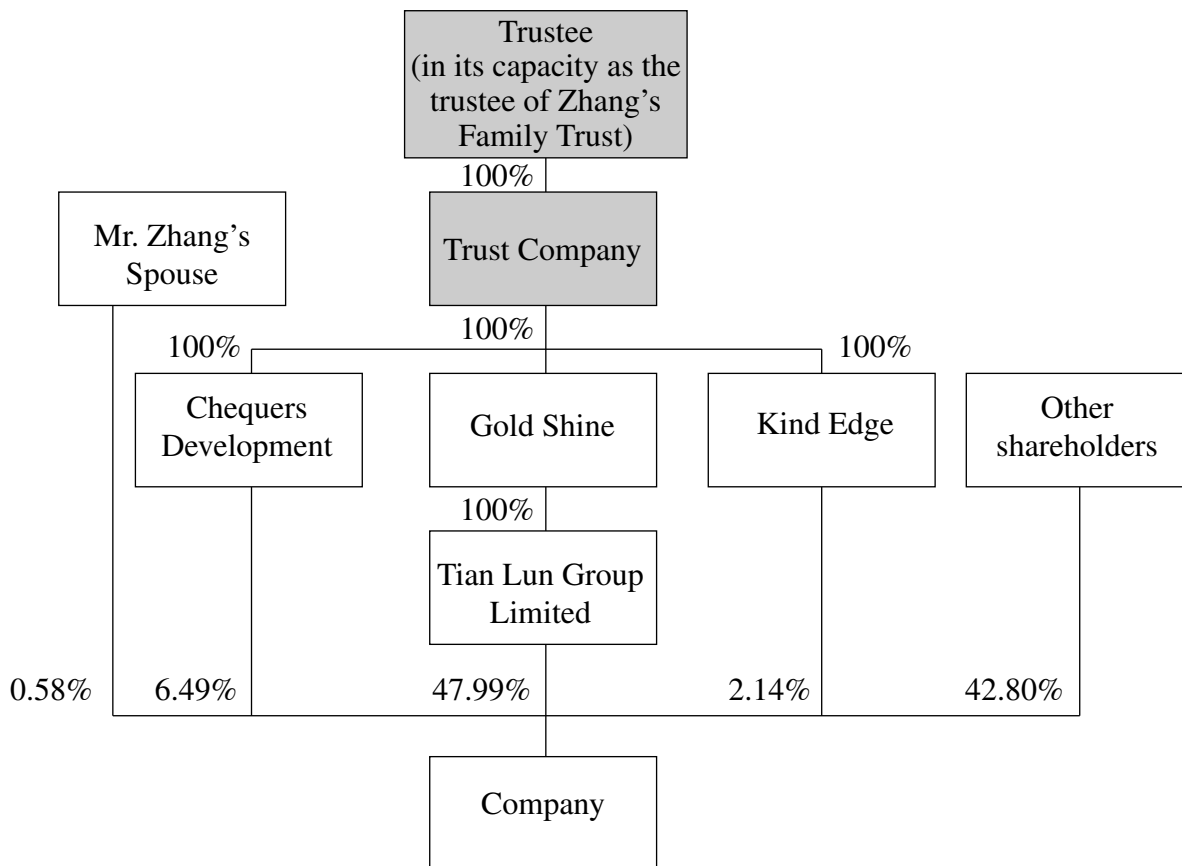 Trustee
(in its capacity as the
trustee of Zhang’s
Family Trust)
100%
Mr. Zhang’s
Spouse
Trust Company
100%
100%
100%
Chequers
Development
Gold Shine
Kind Edge
Other
shareholders
100%
Tian Lun Group
Limited
0.58%
6.49%
47.99%
2.14%
42.80%
Company